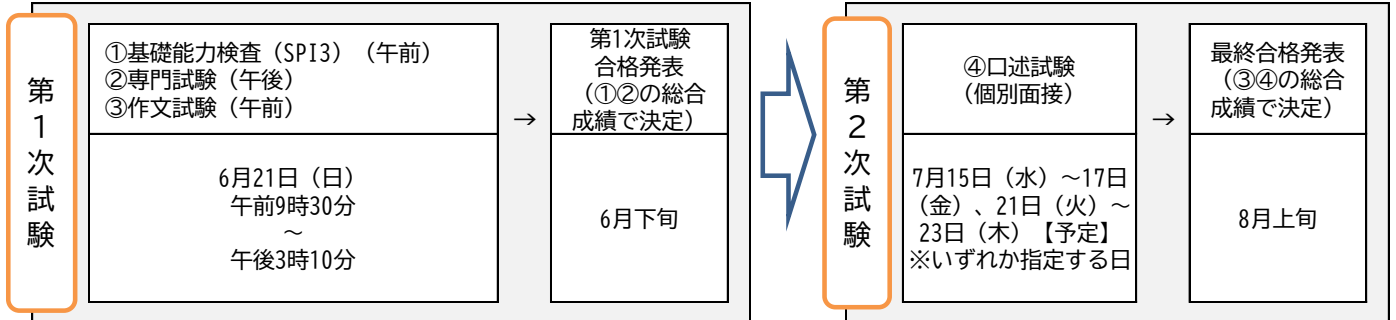 第1次試験
①基礎能力検査（SPI3）（午前）
②専門試験（午後）
③作文試験（午前）
6月21日（日）
午前9時30分
～
午後3時10分
→
第1次試験
合格発表
（①②の総合
成績で決定）
6月下旬
第2次試験
④口述試験
（個別面接）
7月15日（水）～17日
（金）、21日（火）～
23日（木）【予定】
※いずれか指定する日
→
最終合格発表
（③④の総合
成績で決定）
8月上旬